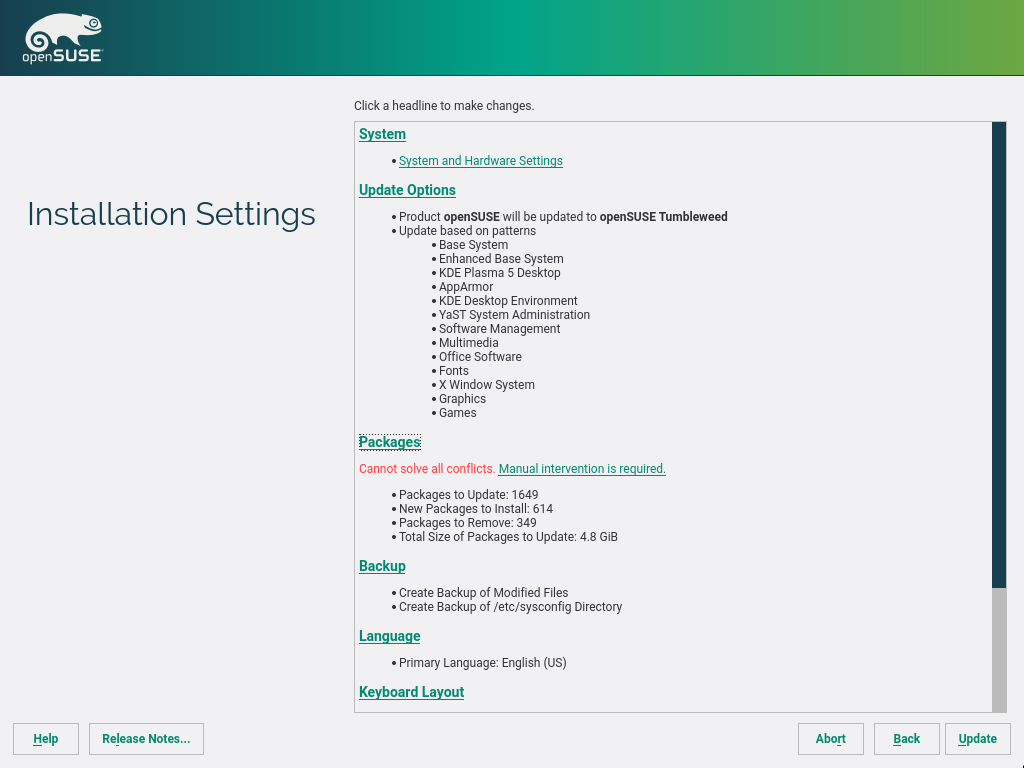 openSUSE
Click a headline to make changes.
Installation Settings
System
• System and Hardware Settings
Update Options
• Product openSUSE will be updated to openSUSE Tumbleweed
• Update based on patterns
• Base System
• Enhanced Base System
• KDE Plasma 5 Desktop
• AppArmor
• KDE Desktop Environment
• YaST System Administration
• Software Management
• Multimedia
• Office Software
• Fonts
• X Window System
• Graphics
• Games
Packages
Cannot solve all conflicts. Manual intervention is required.
• Packages to Update: 1649
• New Packages to Install: 614
• Packages to Remove: 349
• Total Size of Packages to Update: 4.8 GiB
Backup
• Create Backup of Modified Files
• Create Backup of /etc/sysconfig Directory
Language
• Primary Language: English (US)
Keyboard Layout
Help Release Notes... Abort Back Update